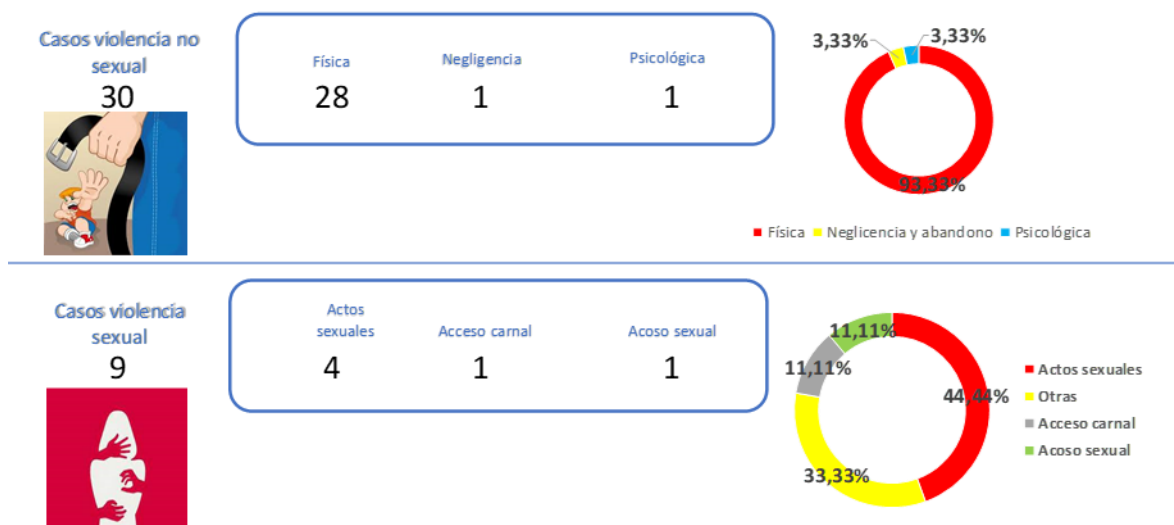 Casos violencia no
sexual
30
Física
28
Negligencia
1
Psicológica
1
3,33%
3,33%
93,33%
Física
Neglicencia y abandono
Psicológica
Casos violencia
sexual
9
Actos
sexuales
4
Acceso carnal
1
Acoso sexual
1
11,11%
11,11%
44,44%
33,33%
Actos sexuales
Otras
Acceso carnal
Acoso sexual